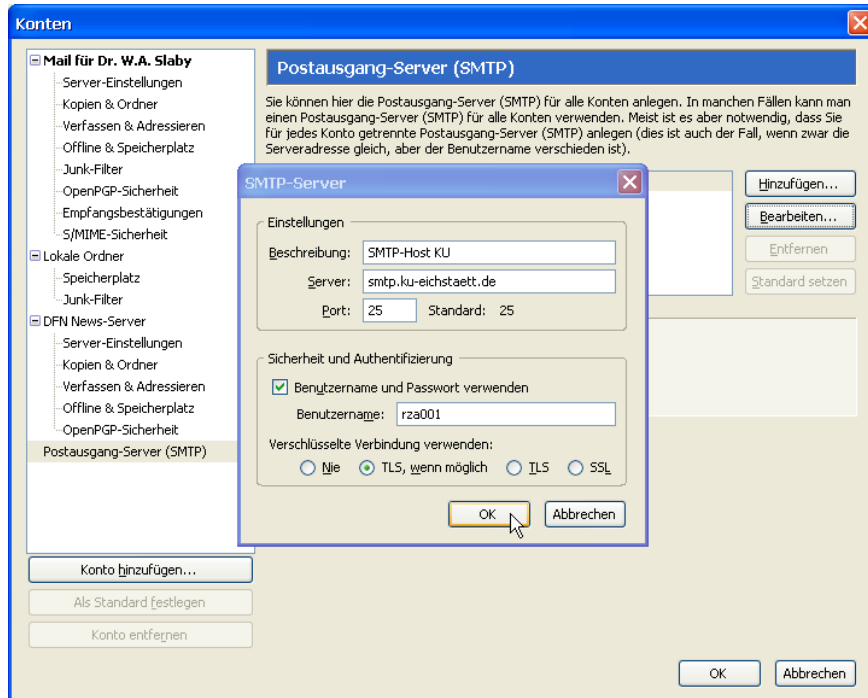 Konten
Mail für Dr. W.A. Slaby
Server-Einstellungen
Kopien & Ordner
Verfassen & Adressieren
Offline & Speicherplatz
Junk-Filter
OpenPGP-Sicherheit
Empfangsbestätigungen
S/MIME-Sicherheit
Lokale Ordner
Speicherplatz
Junk-Filter
DFN News-Server
Server-Einstellungen
Kopien & Ordner
Verfassen & Adressieren
Offline & Speicherplatz
OpenPGP-Sicherheit
Postausgang-Server (SMTP)
Konto hinzufügen...
Als Standard festlegen
Konto entfernen
Postausgang-Server (SMTP)
Sie können hier die Postausgang-Server (SMTP) für alle Konten anlegen. In manchen Fällen kann man
einen Postausgang-Server (SMTP) für alle Konten verwenden. Meist ist es aber notwendig, dass Sie
für jedes Konto getrennte Postausgang-Server (SMTP) anlegen (dies ist auch der Fall, wenn zwar die
Serveradresse gleich, aber der Benutzername verschieden ist).
Hinzufügen...
Bearbeiten...
Entfernen
Standard setzen
SMTP-Server
Einstellungen
Beschreibung: SMTP-Host KU
Server: smtp.ku-eichstaett.de
Port: 25 Standard: 25
Sicherheit und Authentifizierung
Benutzername und Passwort verwenden
Benutzername: rza001
Verschlüsselte Verbindung verwenden:
Nie TLS, wenn möglich TLS SSL
OK Abbrechen
OK Abbrechen